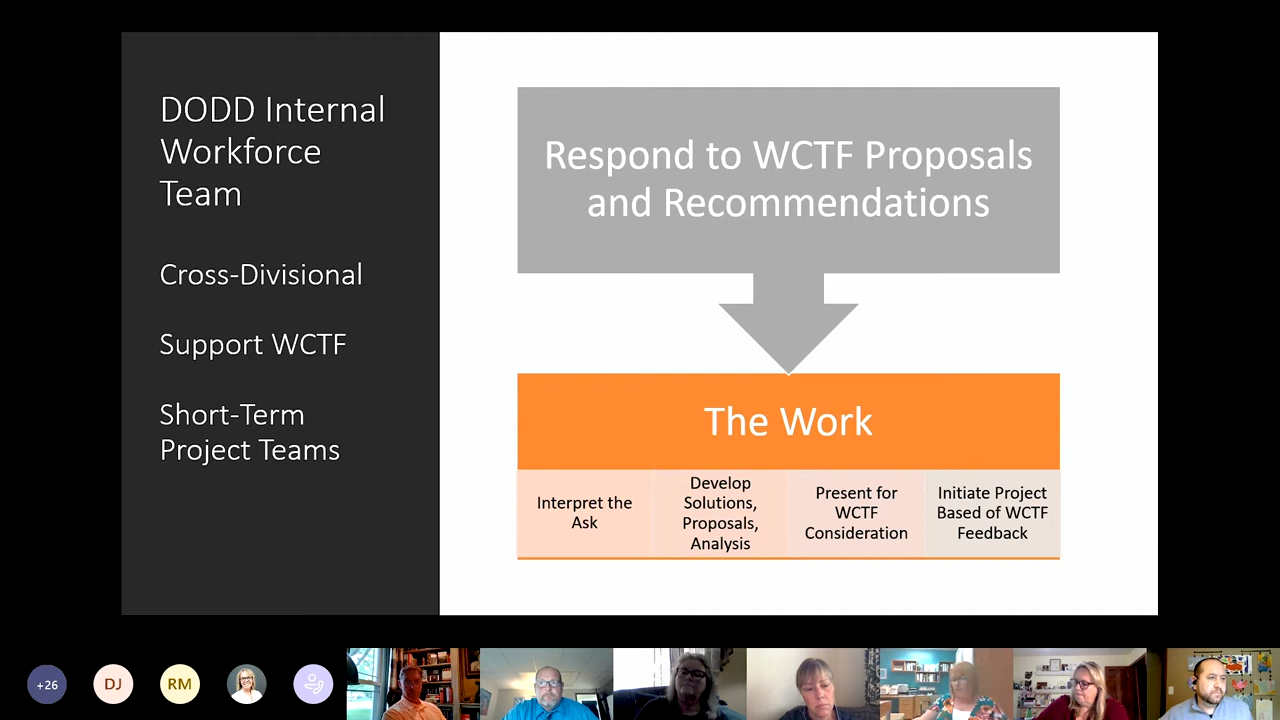 DODD Internal
Workforce
Team
Cross-Divisional
Support WCTF
Short-Term
Project Teams
Respond to WCTF Proposals
and Recommendations
The Work
Interpret the
Ask
Develop
Solutions,
Proposals,
Analysis
Present for
WCTF
Consideration
Initiate Project
Based of WCTF
Feedback
+26
DJ
RM